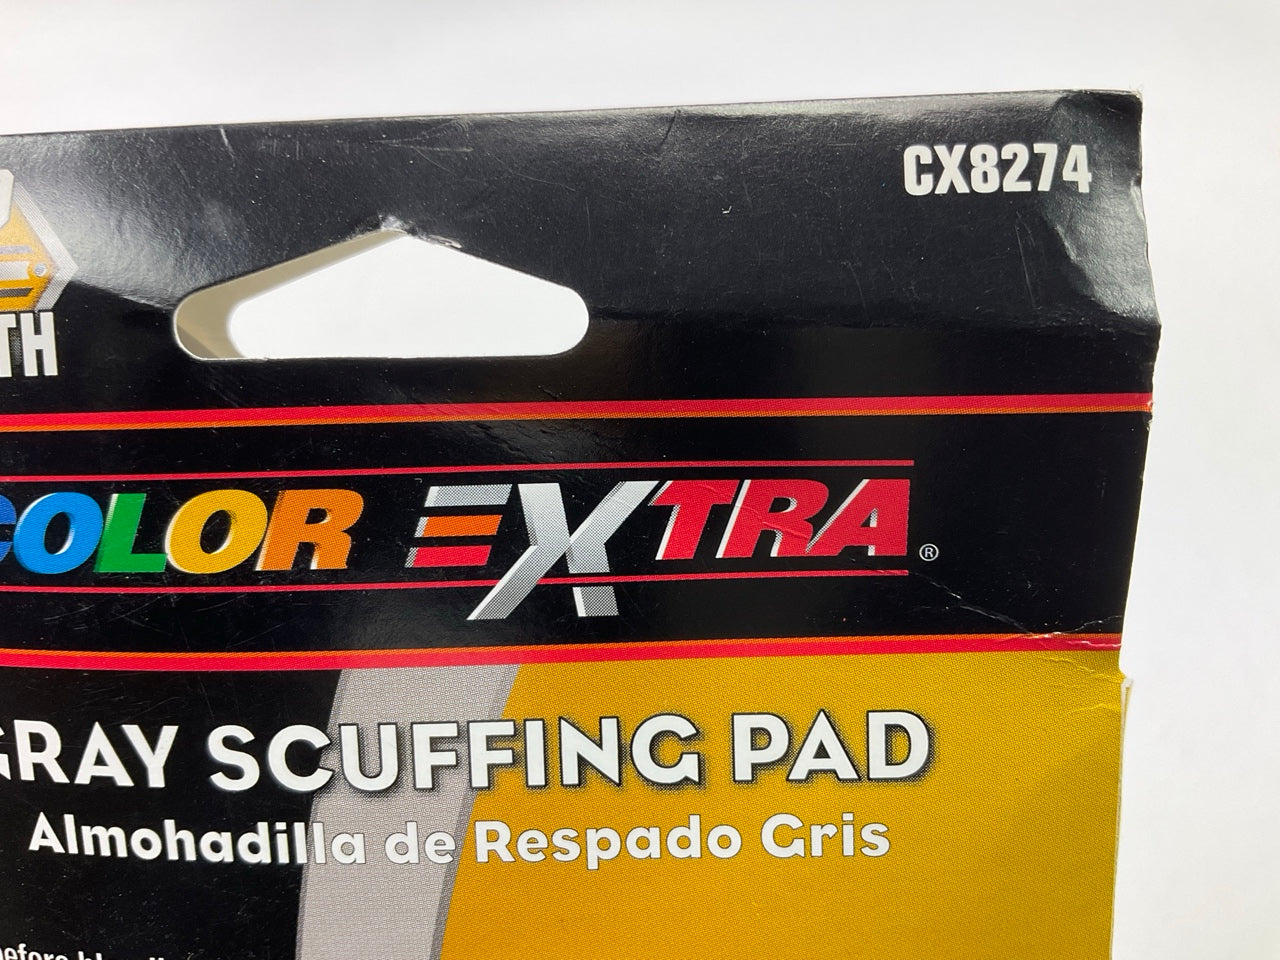 CX8274
TH
COLOR EXTRA®
GRAY SCUFFING PAD
Almohadilla de Respado Gris